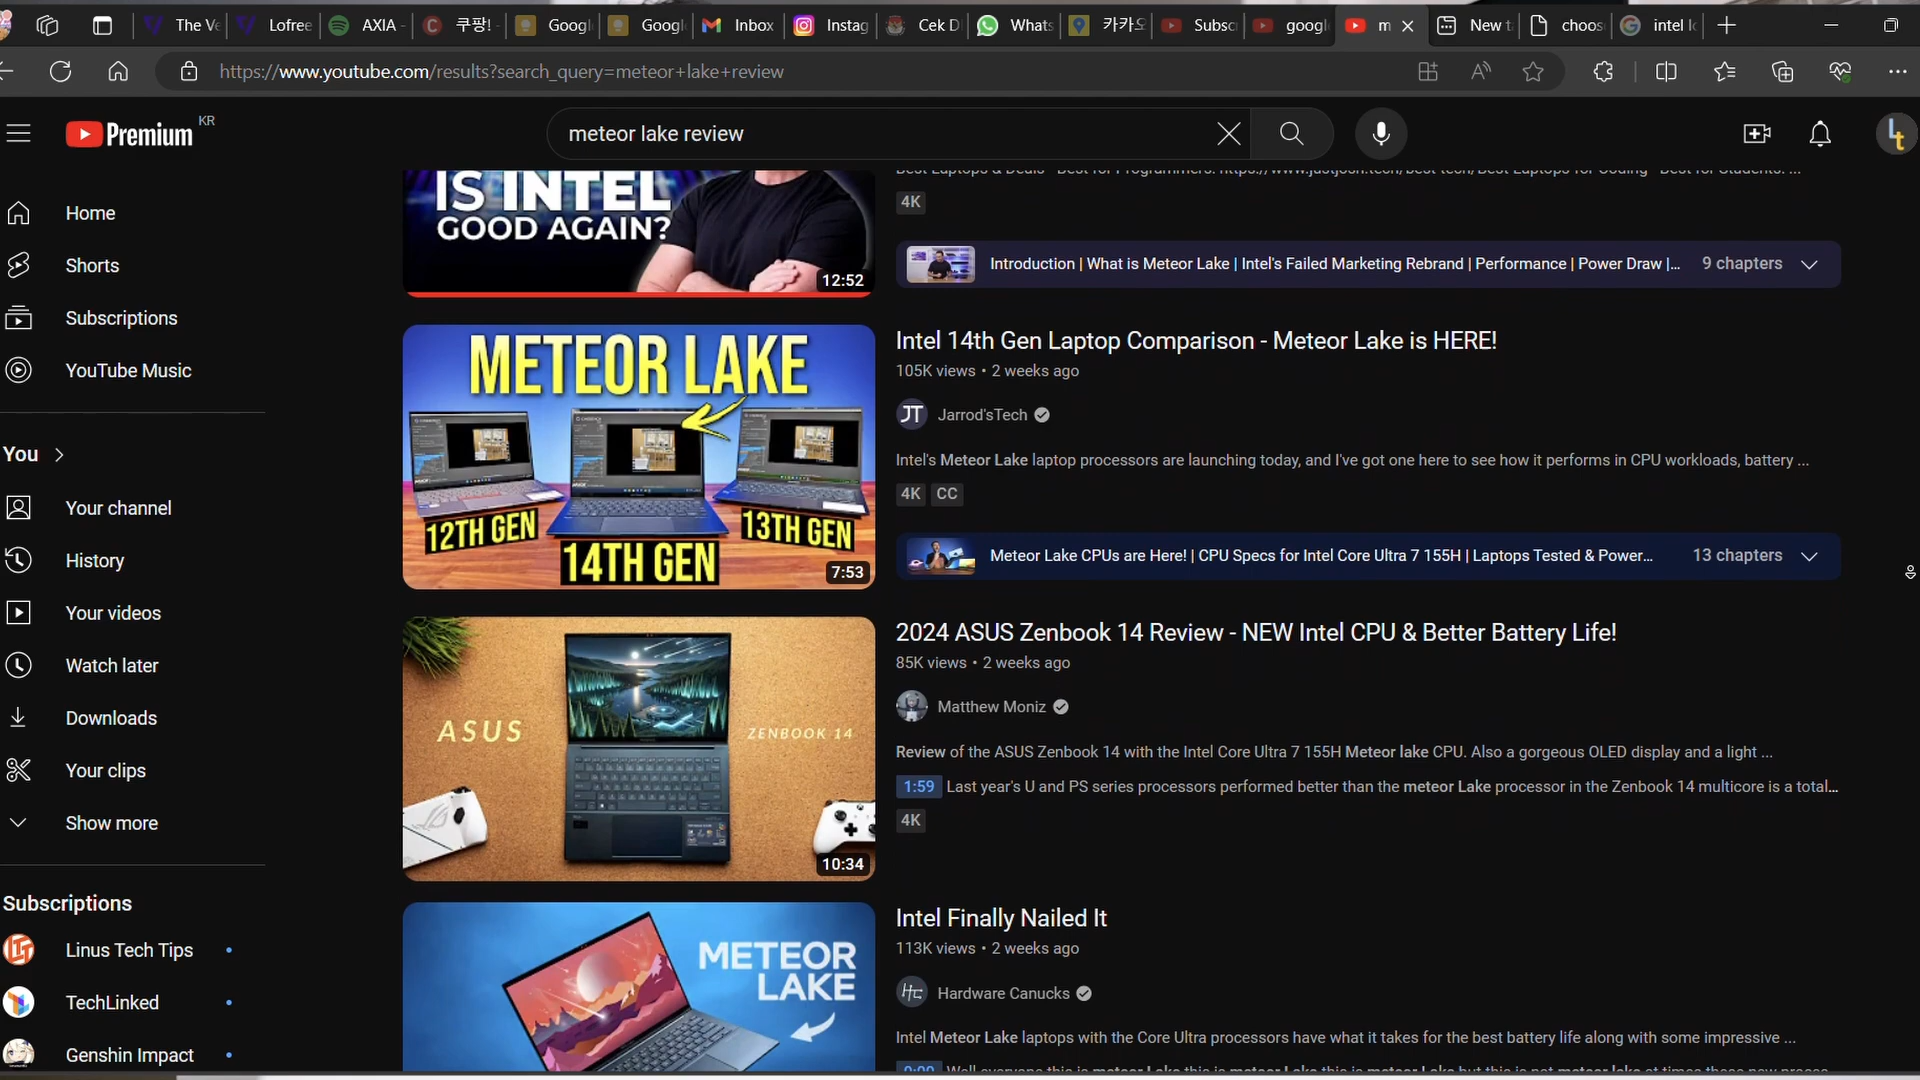 The Ve
Lofree
AXIA -
쿠팡! -
Googl
Googl
Inbox
Instag
Cek D
Whats
카카오
Subsc
googl
m
New t
choos
intel lo
https://www.youtube.com/results?search_query=meteor+lake+review
Premium
KR
meteor lake review
Home
Shorts
Subscriptions
YouTube Music
You
Your channel
History
Your videos
Watch later
Downloads
Your clips
Show more
Subscriptions
Linus Tech Tips
TechLinked
Genshin Impact
IS INTEL
GOOD AGAIN?
12:52
4K
Introduction | What is Meteor Lake | Intel's Failed Marketing Rebrand | Performance | Power Draw |...
9 chapters
METEOR LAKE
12TH GEN
14TH GEN
13TH GEN
7:53
Intel 14th Gen Laptop Comparison - Meteor Lake is HERE!
105K views • 2 weeks ago
JT
Jarrod'sTech
Intel's Meteor Lake laptop processors are launching today, and I've got one here to see how it performs in CPU workloads, battery ...
4K CC
Meteor Lake CPUs are Here! | CPU Specs for Intel Core Ultra 7 155H | Laptops Tested & Power...
13 chapters
ASUS
ZENBOOK 14
10:34
2024 ASUS Zenbook 14 Review - NEW Intel CPU & Better Battery Life!
85K views • 2 weeks ago
Matthew Moniz
Review of the ASUS Zenbook 14 with the Intel Core Ultra 7 155H Meteor lake CPU. Also a gorgeous OLED display and a light ...
1:59 Last year's U and PS series processors performed better than the meteor Lake processor in the Zenbook 14 multicore is a total...
4K
METEOR
LAKE
Intel Finally Nailed It
113K views • 2 weeks ago
Hardware Canucks
Intel Meteor Lake laptops with the Core Ultra processors have what it takes for the best battery life along with some impressive ...